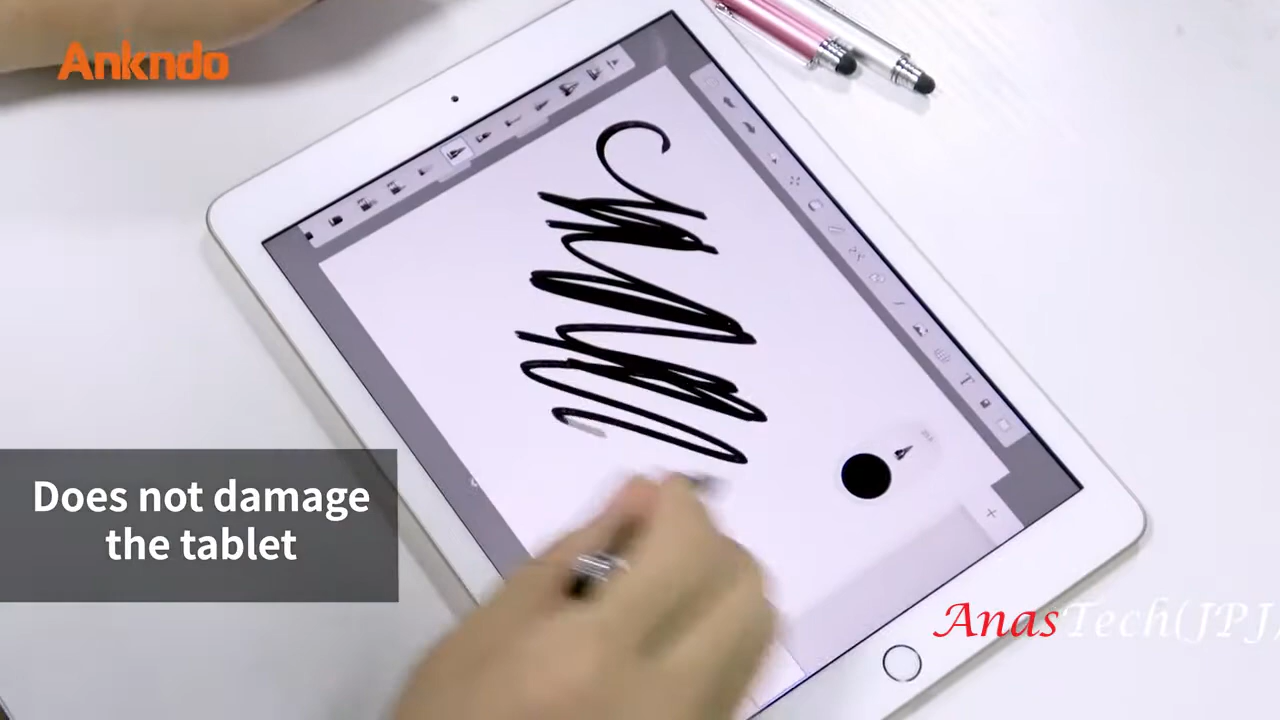 Ankndo
Does not damage
the tablet
AnasTech(JPJ)
T